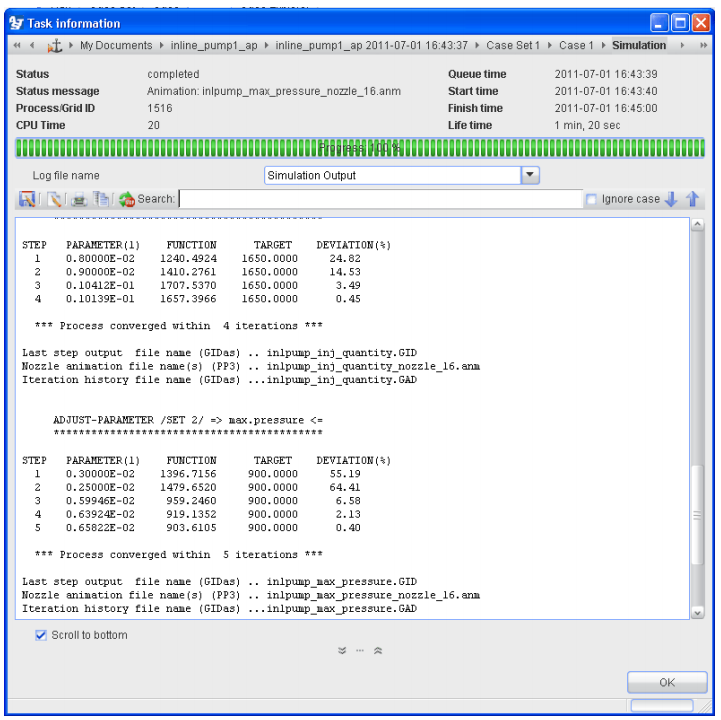 Task information
My Documents inline_pump1_ap inline_pump1_ap 2011-07-01 16:43:37 Case Set 1 Case 1 Simulation
Status completed Queue time 2011-07-01 16:43:39
Status message Animation: inlpump_max_pressure_nozzle_16.anm Start time 2011-07-01 16:43:40
Process/Grid ID 1516 Finish time 2011-07-01 16:45:00
CPU Time 20 Life time 1 min, 20 sec
Progress: 100 %
Log file name Simulation Output
Search: Ignore case
*******************************************
STEP PARAMETER(1) FUNCTION TARGET DEVIATION(%)
1 0.80000E-02 1240.4924 1650.0000 24.82
2 0.90000E-02 1410.2761 1650.0000 14.53
3 0.10412E-01 1707.5370 1650.0000 3.49
4 0.10139E-01 1657.3966 1650.0000 0.45
*** Process converged within 4 iterations ***
Last step output file name (GIDas) .. inlpump_inj_quantity.GID
Nozzle animation file name(s) (PP3) .. inlpump_inj_quantity_nozzle_16.anm
Iteration history file name (GIDas) ...inlpump_inj_quantity.GAD
ADJUST-PARAMETER /SET 2/ => max.pressure <=
*******************************************
STEP PARAMETER(1) FUNCTION TARGET DEVIATION(%)
1 0.30000E-02 1396.7156 900.0000 55.19
2 0.25000E-02 1479.6520 900.0000 64.41
3 0.59946E-02 959.2460 900.0000 6.58
4 0.63924E-02 919.1352 900.0000 2.13
5 0.65822E-02 903.6105 900.0000 0.40
*** Process converged within 5 iterations ***
Last step output file name (GIDas) .. inlpump_max_pressure.GID
Nozzle animation file name(s) (PP3) .. inlpump_max_pressure_nozzle_16.anm
Iteration history file name (GIDas) ...inlpump_max_pressure.GAD
Scroll to bottom
OK